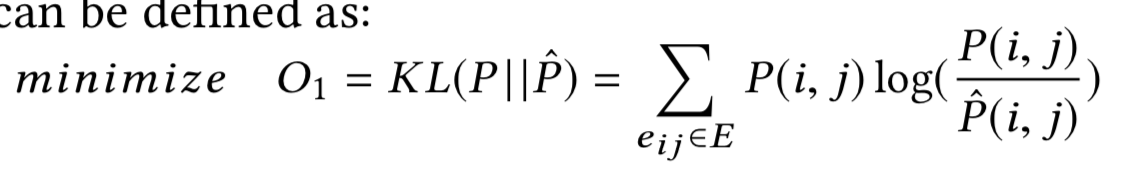 can be defined as:
minimize O₁ = KL(P||P̂) = ∑_{e_{ij}∈E} P(i, j) log(P(i, j)/P̂(i, j))